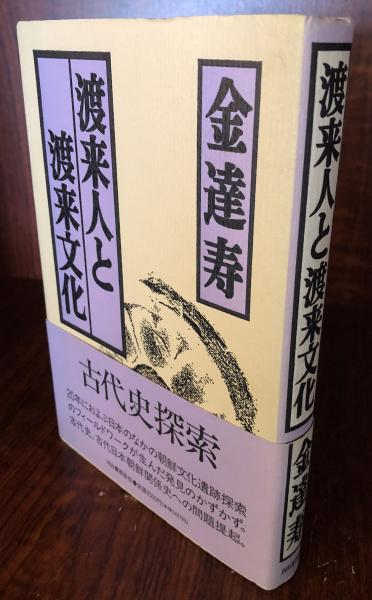 金達寿
渡来人と
渡来文化
古代史探索
20年におよぶ日本のなかの朝鮮文化遺跡探索
のフィールドワークが生んだ発見のかずかず。
古代史=古代日本朝鮮関係史への問題提起。
渡来人と渡来文化
金達寿